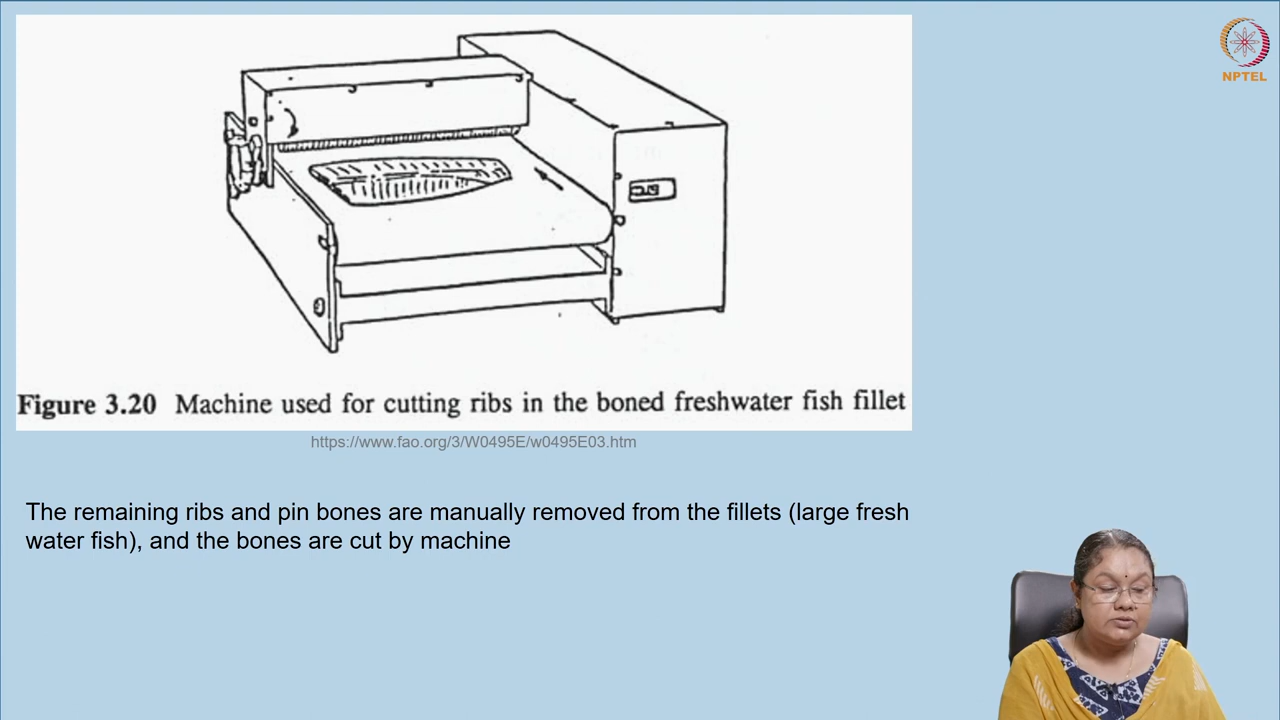 NPTEL
Figure 3.20 Machine used for cutting ribs in the boned freshwater fish fillet
https://www.fao.org/3/W0495E/w0495E03.htm
The remaining ribs and pin bones are manually removed from the fillets (large fresh
water fish), and the bones are cut by machine